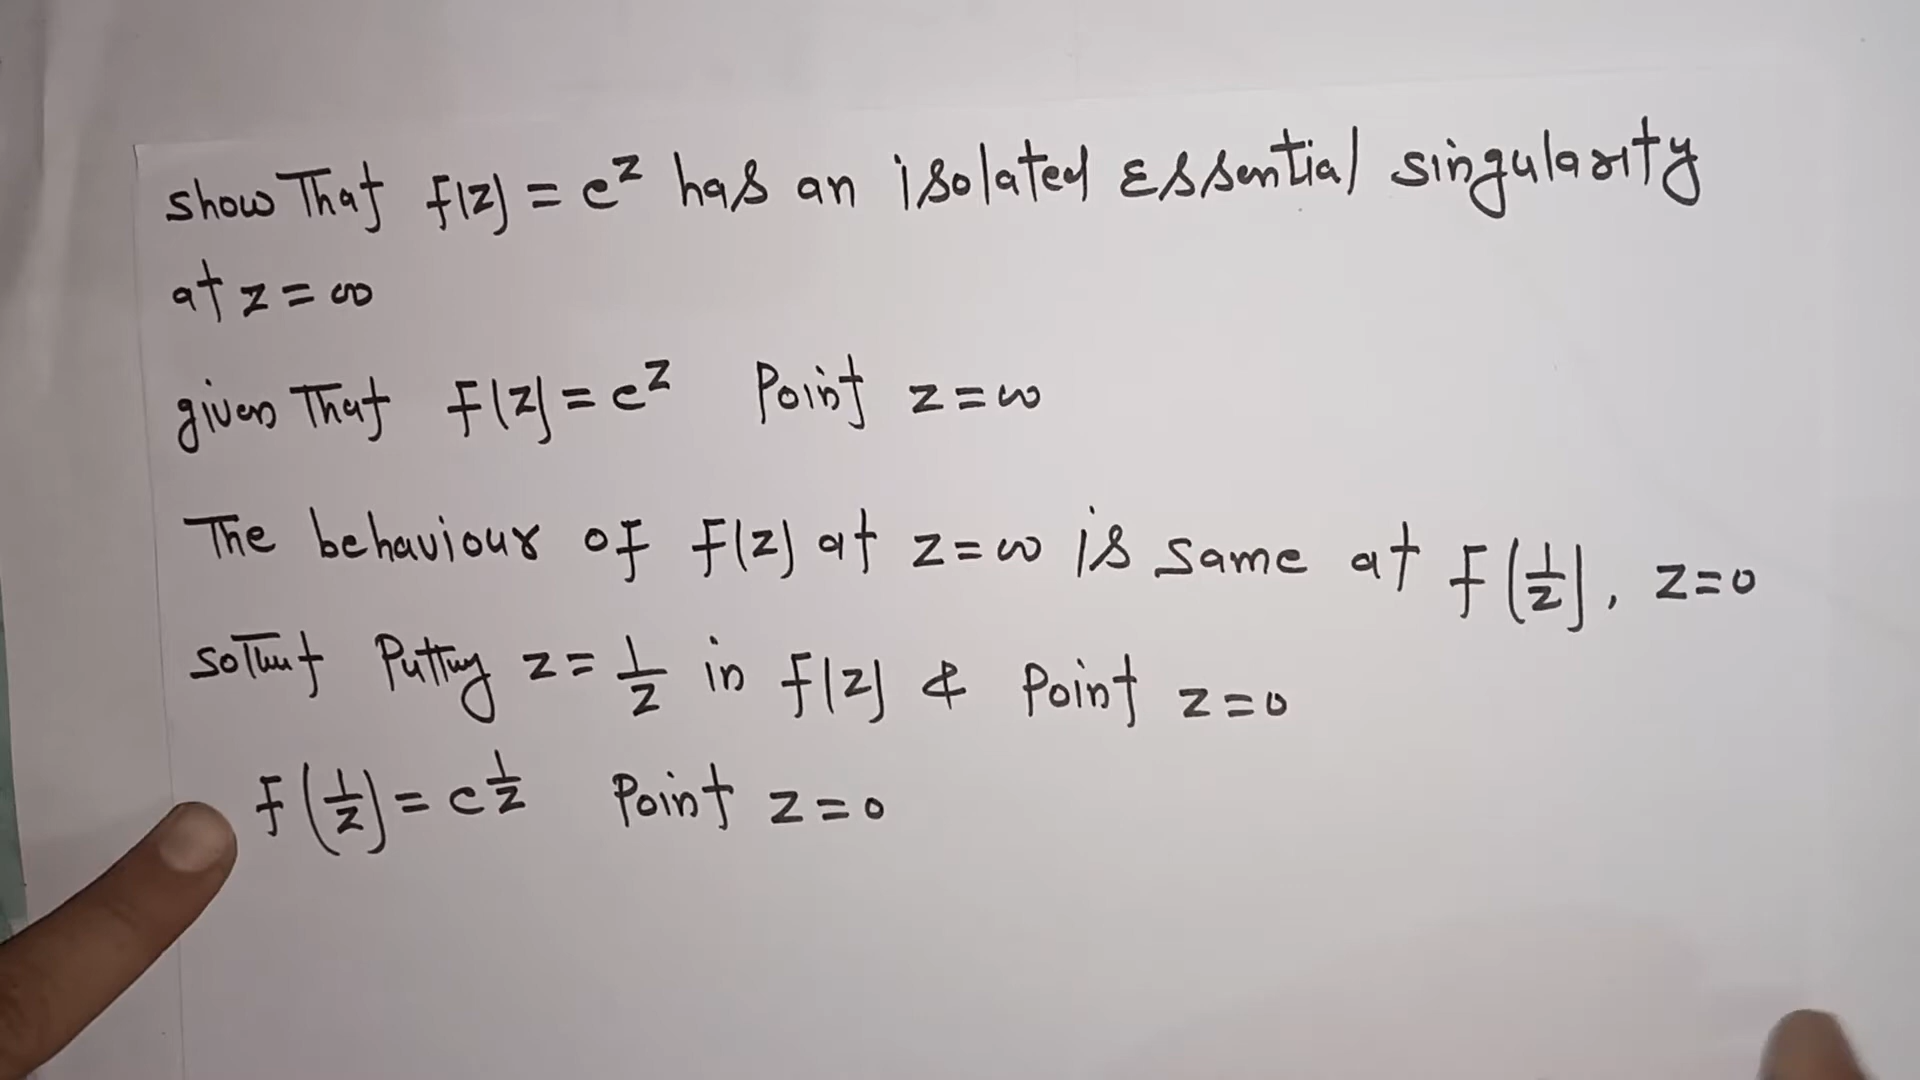 show That f(z) = e^z has an isolated Essential singularity
at z = ∞
given That f(z) = e^z Point z = ∞
The behaviour of f(z) at z = ∞ is same at f(1/z), z=0
so that Putting z = 1/z in f(z) & Point z=0
f(1/z) = e^1/z Point z=0